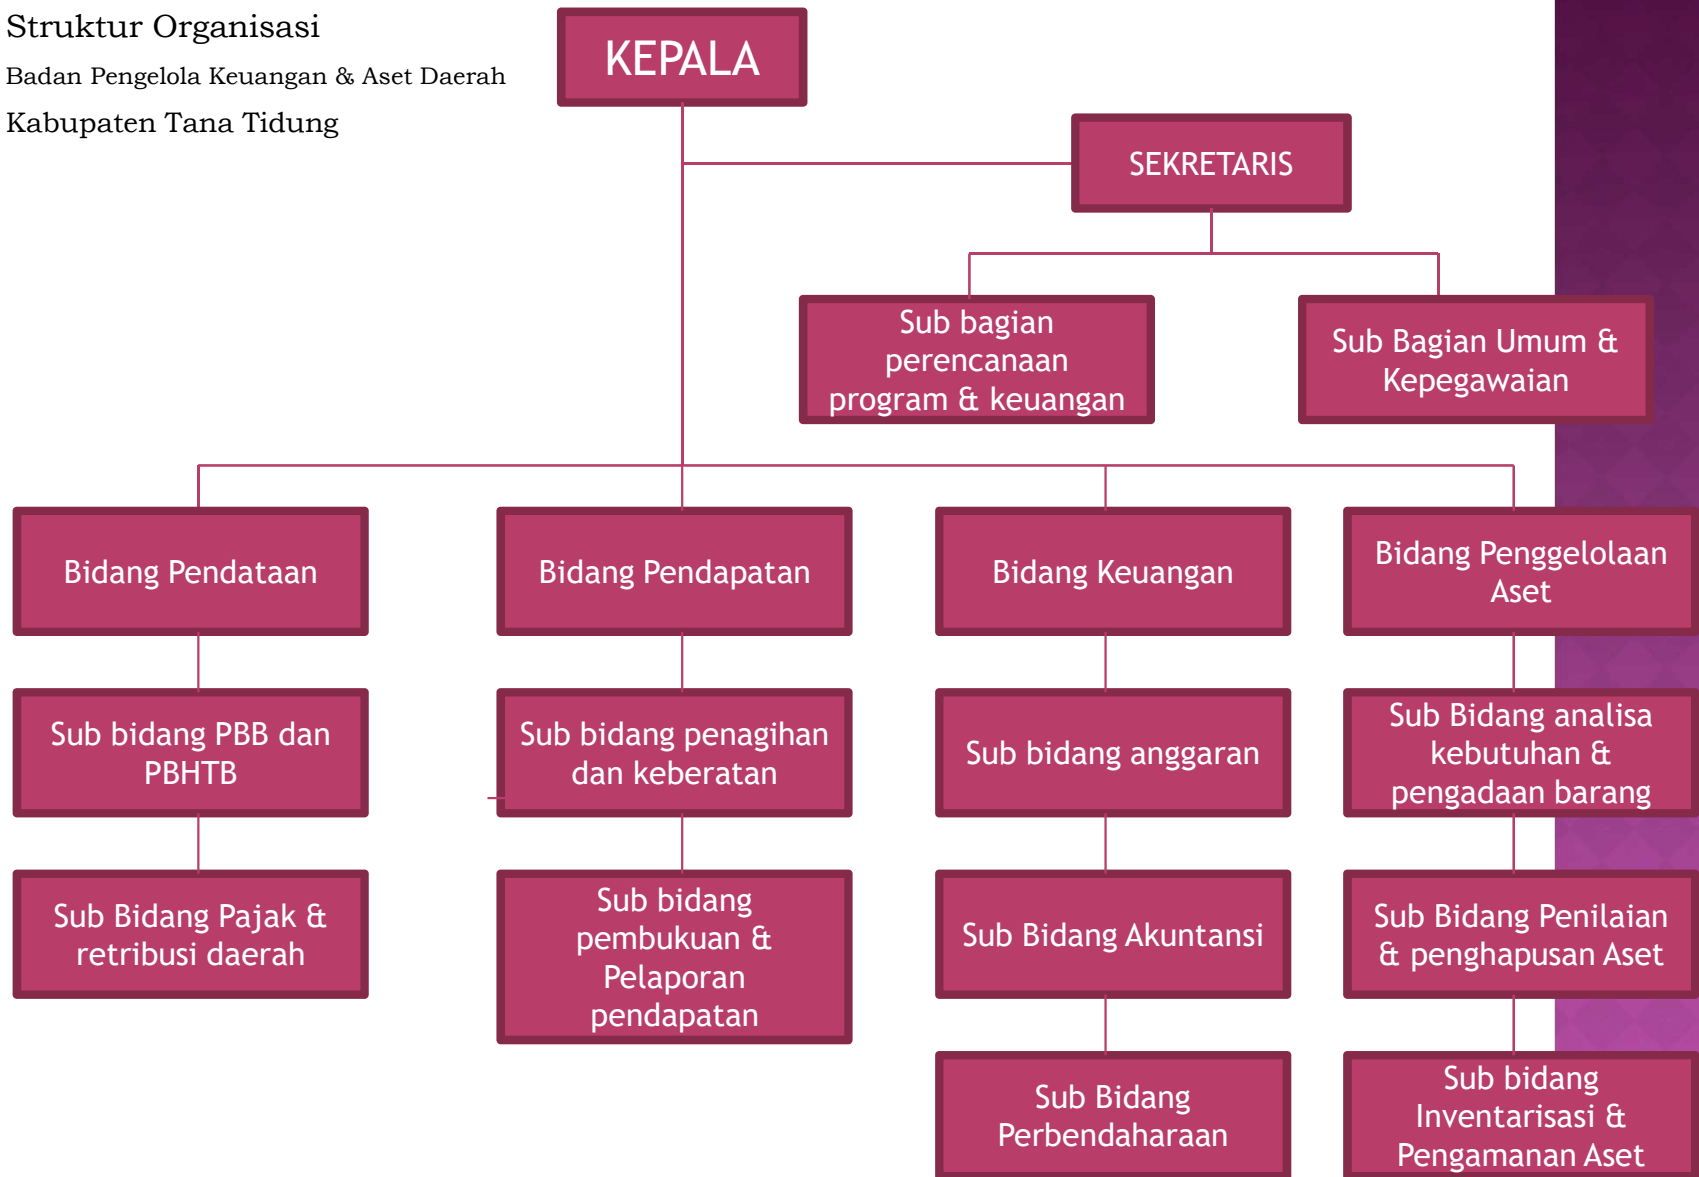 Struktur Organisasi
Badan Pengelola Keuangan & Aset Daerah
Kabupaten Tana Tidung
KEPALA
SEKRETARIS
Sub bagian
perencanaan
program & keuangan
Sub Bagian Umum &
Kepegawaian
Bidang Pendataan
Bidang Pendapatan
Bidang Keuangan
Bidang Penggelolaan
Aset
Sub bidang PBB dan
PBHTB
Sub bidang penagihan
dan keberatan
Sub bidang anggaran
Sub Bidang analisa
kebutuhan &
pengadaan barang
Sub Bidang Pajak &
retribusi daerah
Sub bidang
pembukuan &
Pelaporan
pendapatan
Sub Bidang Akuntansi
Sub Bidang Penilaian
& penghapusan Aset
Sub Bidang
Perbendaharaan
Sub bidang
Inventarisasi &
Pengamanan Aset